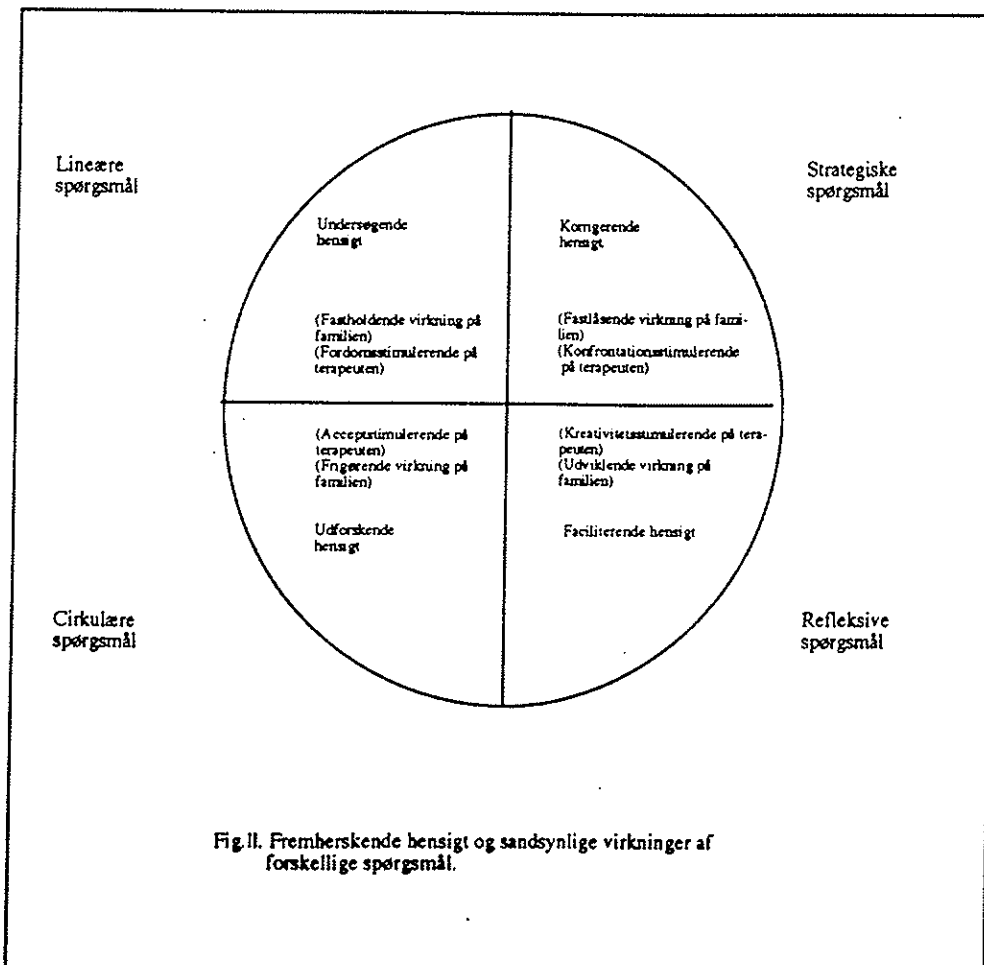 Lineære
spørgsmål
Strategiske
spørgsmål
Undersøgende
hensigt
Korrigerende
hensigt
(Fastholdende virkning på
familien)
(Fordomsstimulerende på
terapeuten)
(Fastlåsende virkning på fami-
lien)
(Konfrontationsstimulerende
på terapeuten)
(Acceptstimulerende på
terapeuten)
(Frigørende virkning på
familien)
(Kreativitetsstimulerende på tera-
peuten)
(Udviklende virkning på
familien)
Udforskende
hensigt
Faciliterende hensigt
Cirkulære
spørgsmål
Refleksive
spørgsmål
Fig.II. Fremherskende hensigt og sandsynlige virkninger af
forskellige spørgsmål.